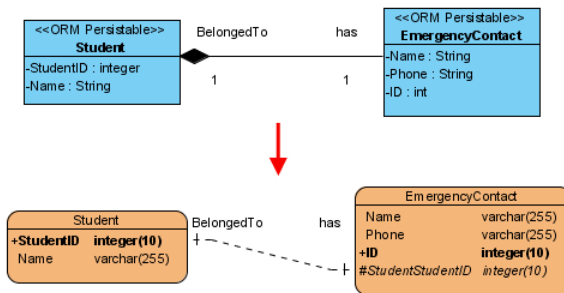 <<ORM Persistable>>
Student
-StudentID : integer
-Name : String
BelongedTo has
1 1
<<ORM Persistable>>
EmergencyContact
-Name : String
-Phone : String
-ID : int
Student
+StudentID integer(10)
Name varchar(255)
BelongedTo has
EmergencyContact
Name varchar(255)
Phone varchar(255)
+ID integer(10)
#StudentStudentID integer(10)